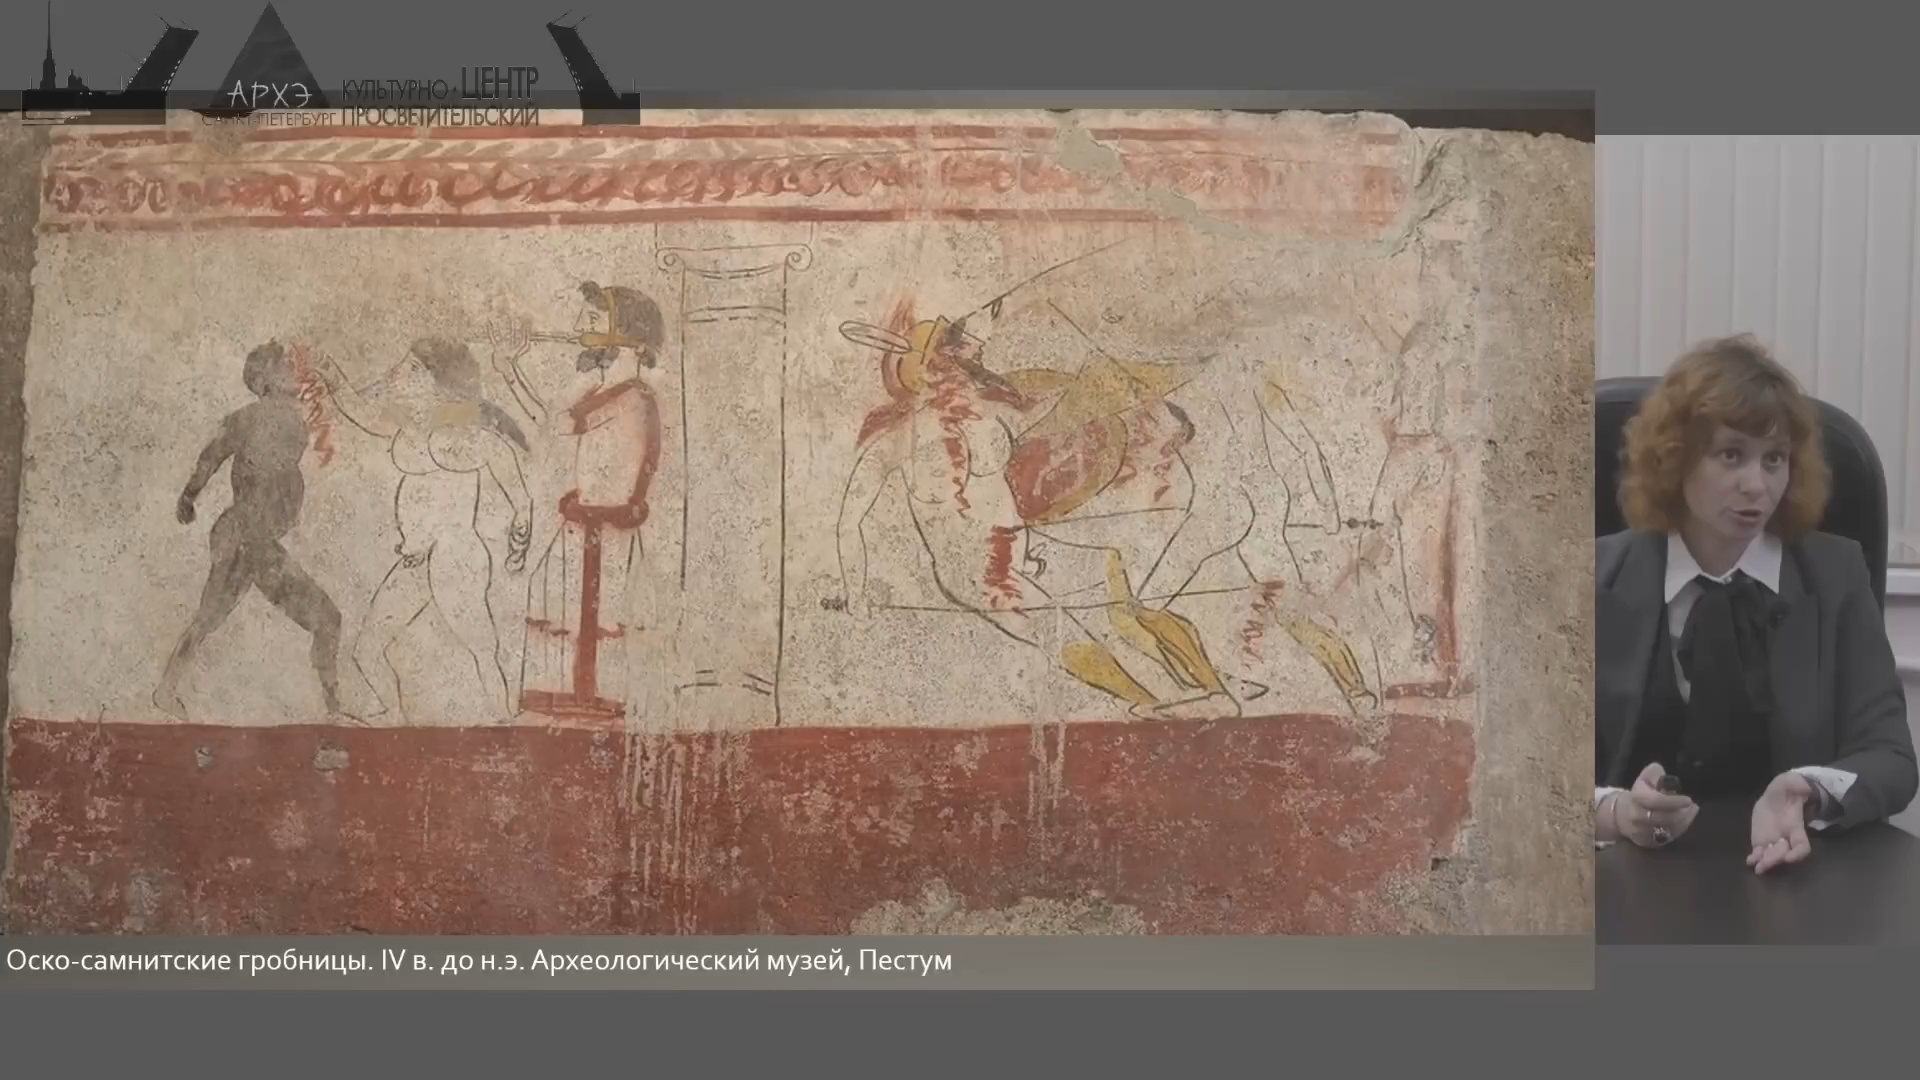 АРХЭ
САНКТ-ПЕТЕРБУРГ
КУЛЬТУРНО-ЦЕНТР
ПРОСВЕТИТЕЛЬСКИЙ
Оско-самнитские гробницы. IV в. до н.э. Археологический музей, Пестум